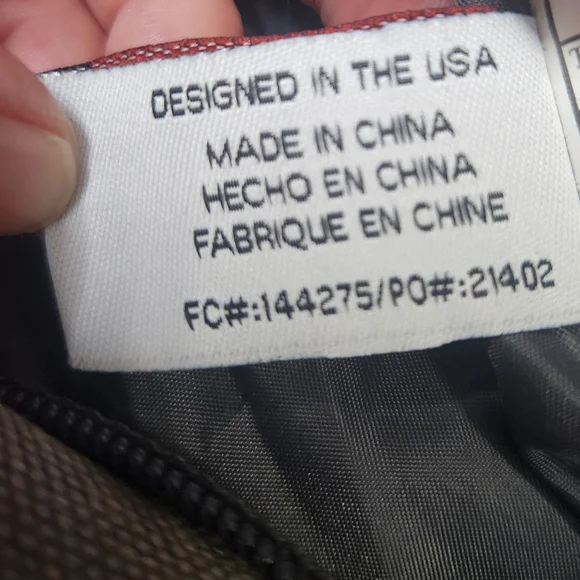 DESIGNED IN THE USA
MADE IN CHINA
HECHO EN CHINA
FABRIQUE EN CHINE
FC#:144275/PO#:21402